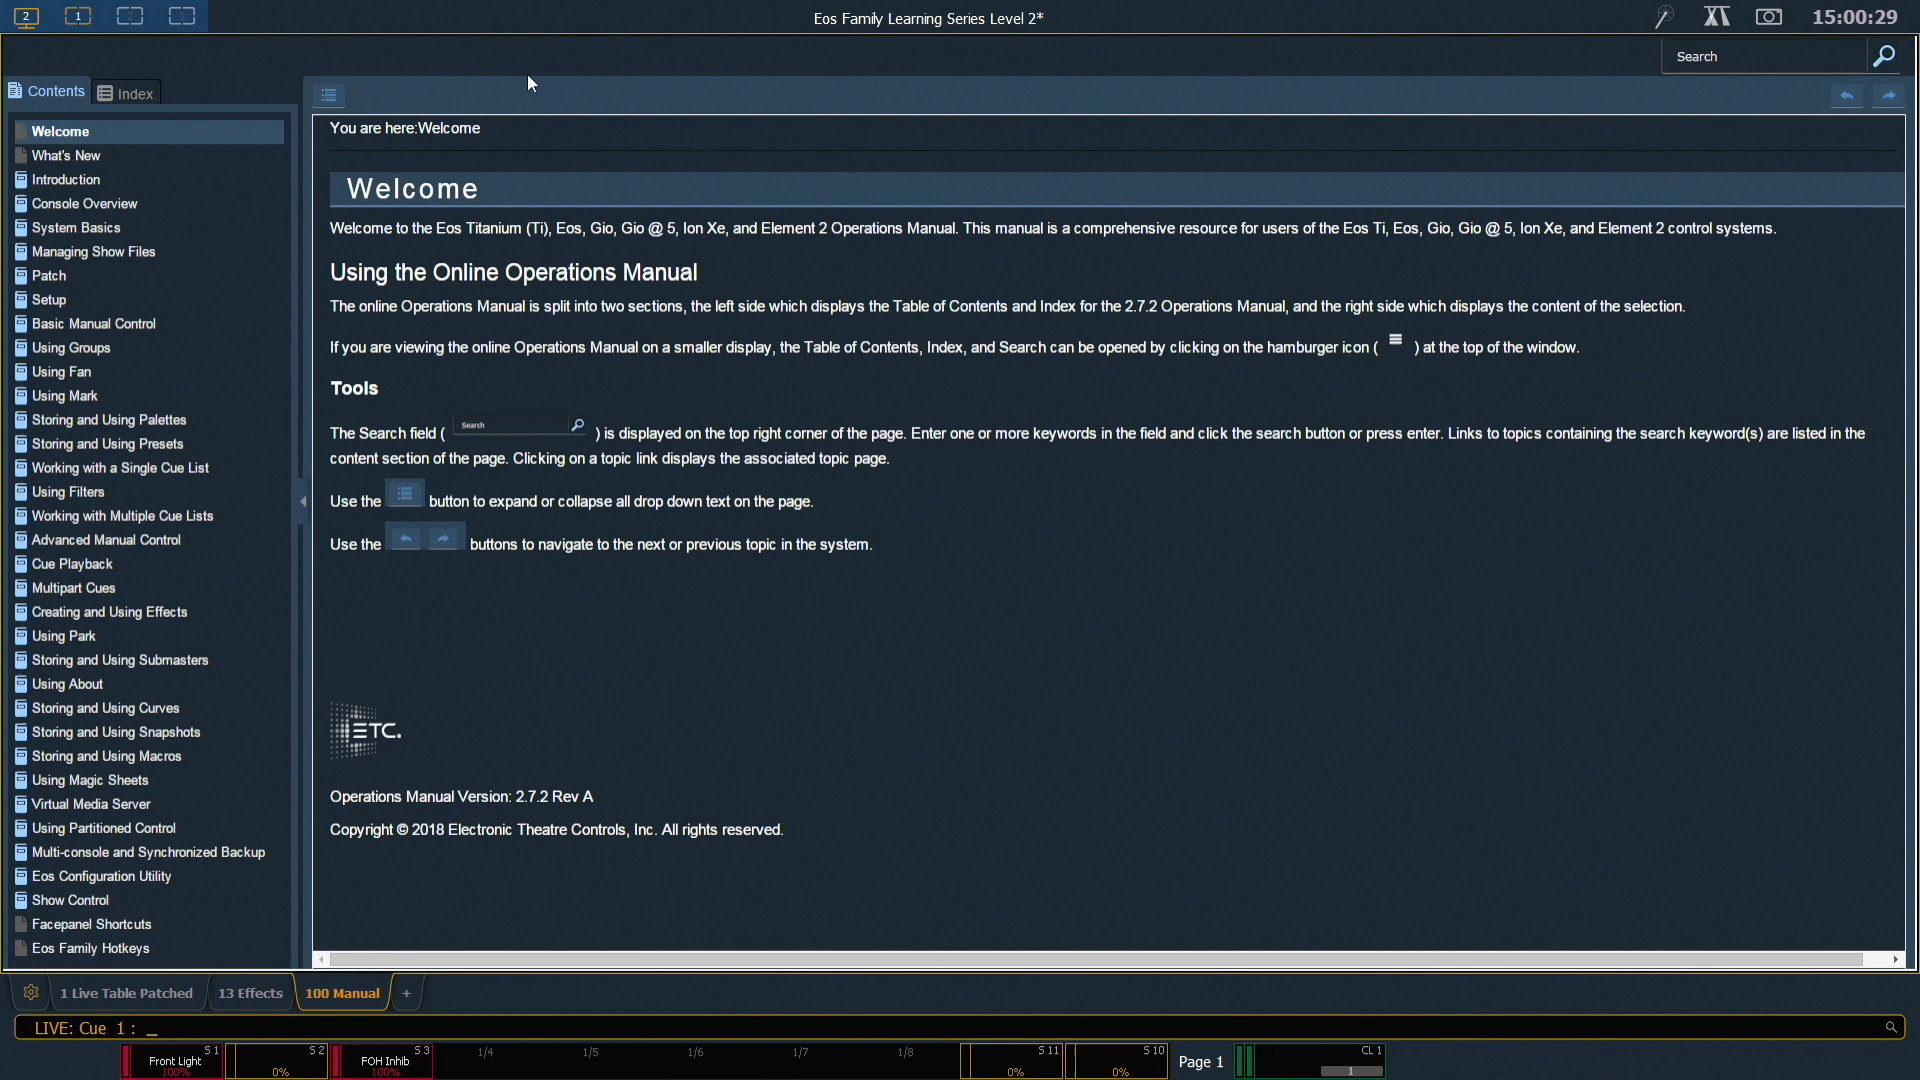 2 1 2 3
Eos Family Learning Series Level 2*
15:00:29
Search
Contents Index
Welcome
What's New
Introduction
Console Overview
System Basics
Managing Show Files
Patch
Setup
Basic Manual Control
Using Groups
Using Fan
Using Mark
Storing and Using Palettes
Storing and Using Presets
Working with a Single Cue List
Using Filters
Working with Multiple Cue Lists
Advanced Manual Control
Cue Playback
Multipart Cues
Creating and Using Effects
Using Park
Storing and Using Submasters
Using About
Storing and Using Curves
Storing and Using Snapshots
Storing and Using Macros
Using Magic Sheets
Virtual Media Server
Using Partitioned Control
Multi-console and Synchronized Backup
Eos Configuration Utility
Show Control
Facepanel Shortcuts
Eos Family Hotkeys
You are here:Welcome
Welcome
Welcome to the Eos Titanium (Ti), Eos, Gio, Gio @ 5, Ion Xe, and Element 2 Operations Manual. This manual is a comprehensive resource for users of the Eos Ti, Eos, Gio, Gio @ 5, Ion Xe, and Element 2 control systems.
Using the Online Operations Manual
The online Operations Manual is split into two sections, the left side which displays the Table of Contents and Index for the 2.7.2 Operations Manual, and the right side which displays the content of the selection.
If you are viewing the online Operations Manual on a smaller display, the Table of Contents, Index, and Search can be opened by clicking on the hamburger icon ( ) at the top of the window.
Tools
The Search field ( Search ) is displayed on the top right corner of the page. Enter one or more keywords in the field and click the search button or press enter. Links to topics containing the search keyword(s) are listed in the
content section of the page. Clicking on a topic link displays the associated topic page.
Use the button to expand or collapse all drop down text on the page.
Use the buttons to navigate to the next or previous topic in the system.
ETC.
Operations Manual Version: 2.7.2 Rev A
Copyright © 2018 Electronic Theatre Controls, Inc. All rights reserved.
1 Live Table Patched 13 Effects 100 Manual +
LIVE: Cue 1 : _
S 1 S 2 S 3 1/4 1/5 1/6 1/7 1/8 S 11 S 10 CL 1
Front Light FOH Inhib Page 1
100% 0% 100% 0% 0% 1